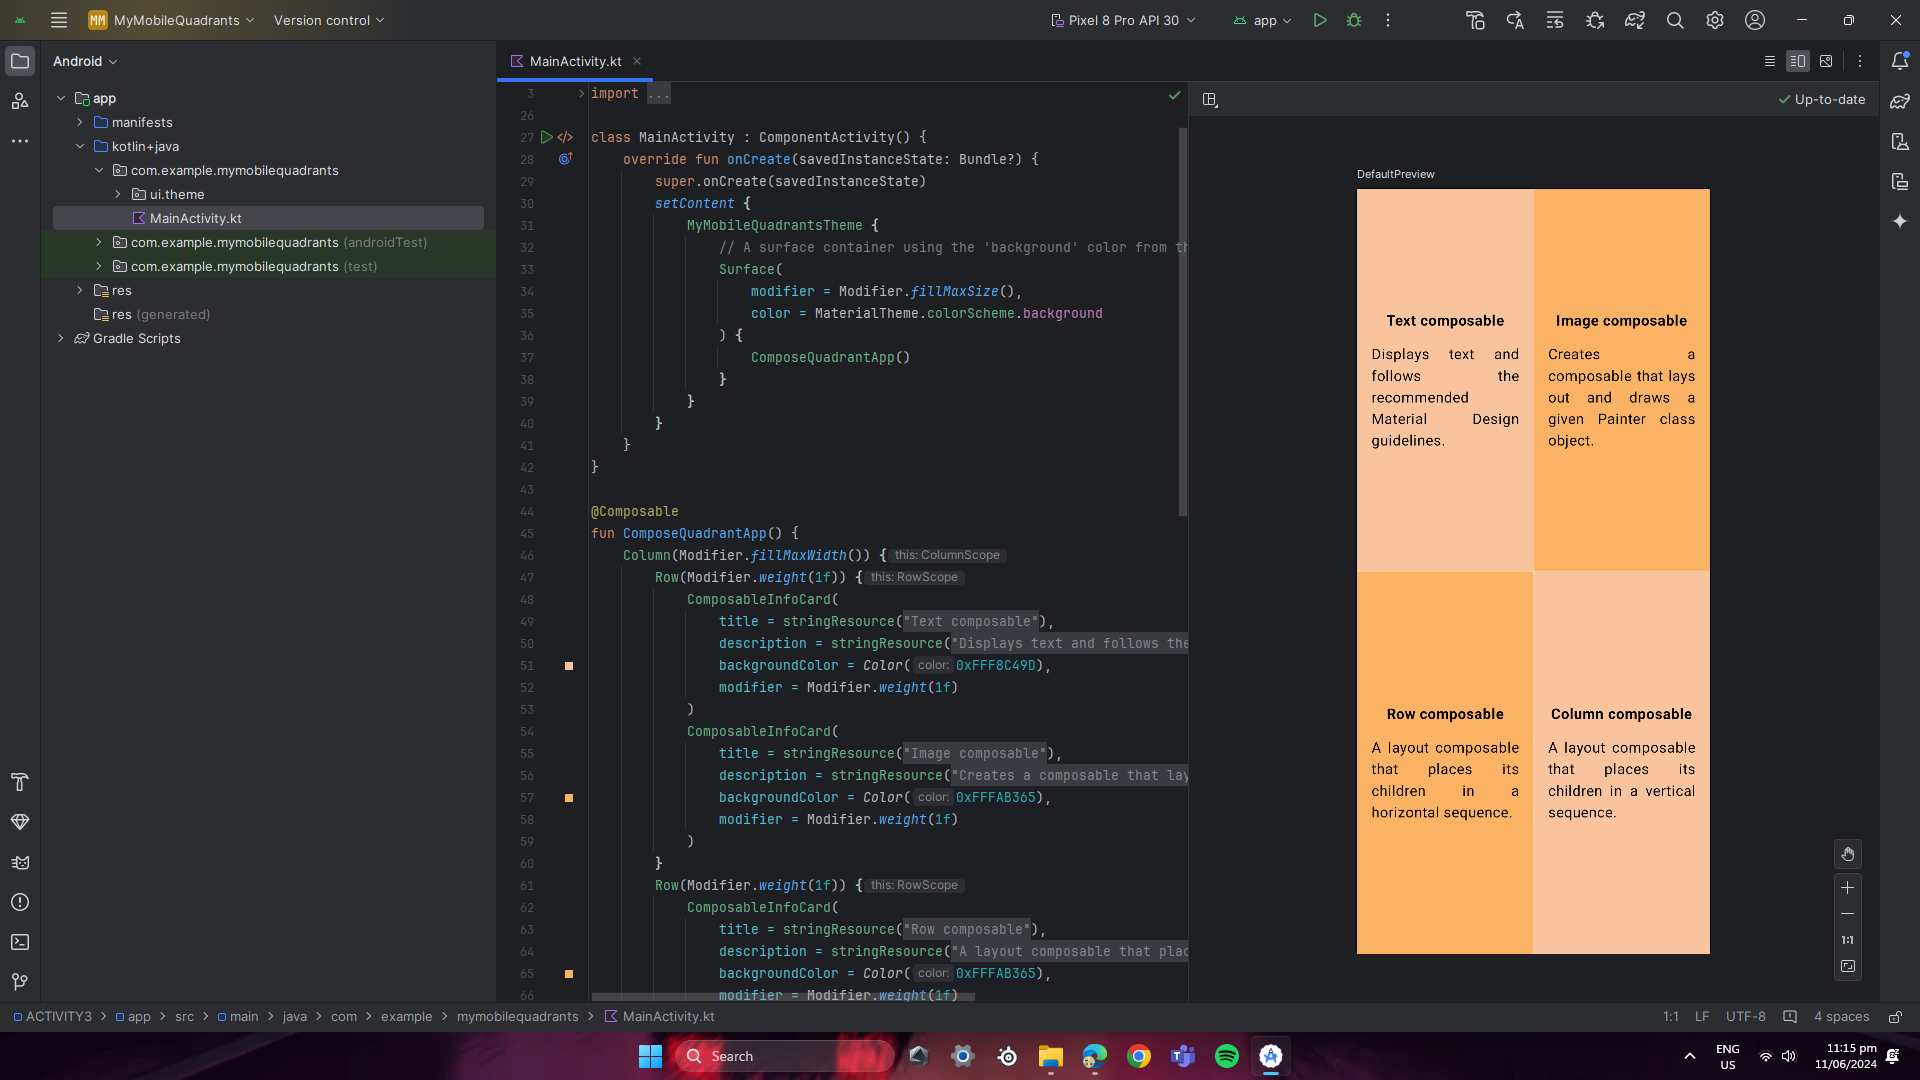 MM MyMobileQuadrants Version control Pixel 8 Pro API 30 app
Android
MainActivity.kt
app
manifests
kotlin+java
com.example.mymobilequadrants
ui.theme
MainActivity.kt
com.example.mymobilequadrants (androidTest)
com.example.mymobilequadrants (test)
res
res (generated)
Gradle Scripts
3 import ...
26
27 class MainActivity : ComponentActivity() {
28 override fun onCreate(savedInstanceState: Bundle?) {
29 super.onCreate(savedInstanceState)
30 setContent {
31 MyMobileQuadrantsTheme {
32 // A surface container using the 'background' color from th
33 Surface(
34 modifier = Modifier.fillMaxSize(),
35 color = MaterialTheme.colorScheme.background
36 ) {
37 ComposeQuadrantApp()
38 }
39 }
40 }
41 }
42 }
43
44 @Composable
45 fun ComposeQuadrantApp() {
46 Column(Modifier.fillMaxWidth()) { this: ColumnScope
47 Row(Modifier.weight(1f)) { this: RowScope
48 ComposableInfoCard(
49 title = stringResource("Text composable"),
50 description = stringResource("Displays text and follows the
51 backgroundColor = Color( color: 0xFFF8C49D),
52 modifier = Modifier.weight(1f)
53 )
54 ComposableInfoCard(
55 title = stringResource("Image composable"),
56 description = stringResource("Creates a composable that lay
57 backgroundColor = Color( color: 0xFFFAB365),
58 modifier = Modifier.weight(1f)
59 )
60 }
61 Row(Modifier.weight(1f)) { this: RowScope
62 ComposableInfoCard(
63 title = stringResource("Row composable"),
64 description = stringResource("A layout composable that plac
65 backgroundColor = Color( color: 0xFFFAB365),
66 modifier = Modifier.weight(1f)
Up-to-date
DefaultPreview
Text composable
Displays text and
follows the
recommended
Material Design
guidelines.
Image composable
Creates a
composable that lays
out and draws a
given Painter class
object.
Row composable
A layout composable
that places its
children in a
horizontal sequence.
Column composable
A layout composable
that places its
children in a vertical
sequence.
1:1
ACTIVITY3 app src main java com example mymobilequadrants MainActivity.kt
1:1 LF UTF-8 4 spaces
Search
ENG
US
11:15 pm
11/06/2024